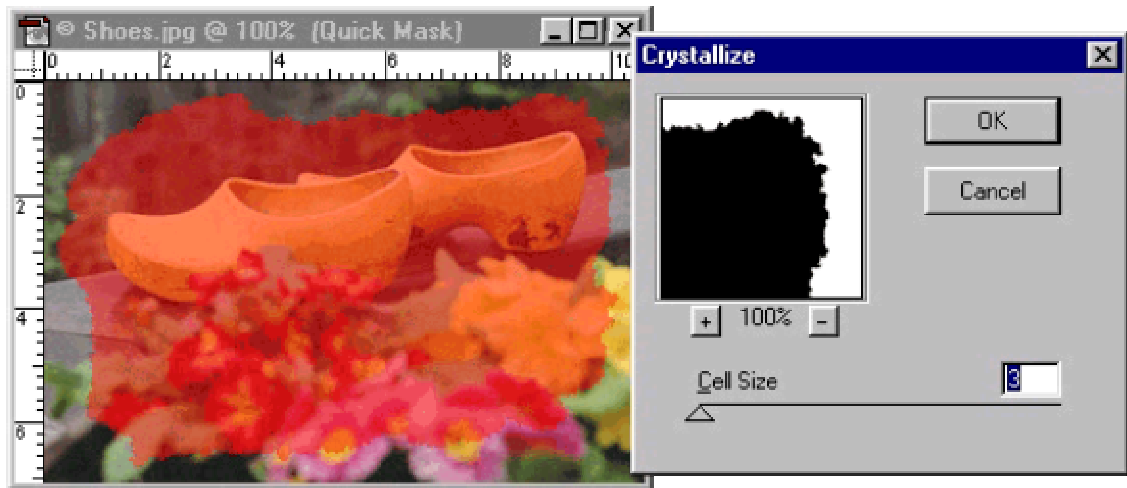 © Shoes.jpg @ 100% (Quick Mask)
0 2 4 6 8 10
0
2
4
6
Crystallize
OK
Cancel
+ 100% -
Cell Size 3